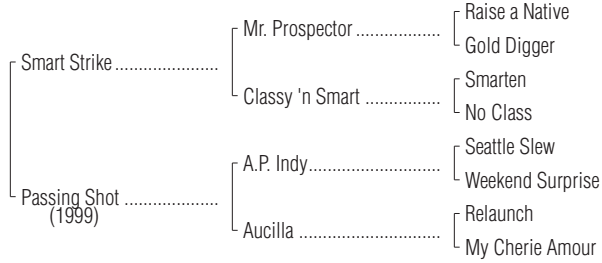 Raise a Native
Mr. Prospector ..................
Gold Digger
Smart Strike .....................
Smarten
Classy 'n Smart ................
No Class
Seattle Slew
A.P. Indy...........................
Weekend Surprise
Passing Shot ...................
(1999)
Relaunch
Aucilla .............................
My Cherie Amour